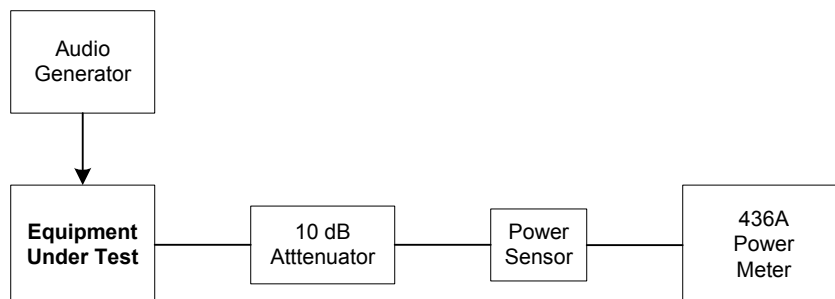 Audio
Generator
Equipment
Under Test
10 dB
Atttenuator
Power
Sensor
436A
Power
Meter